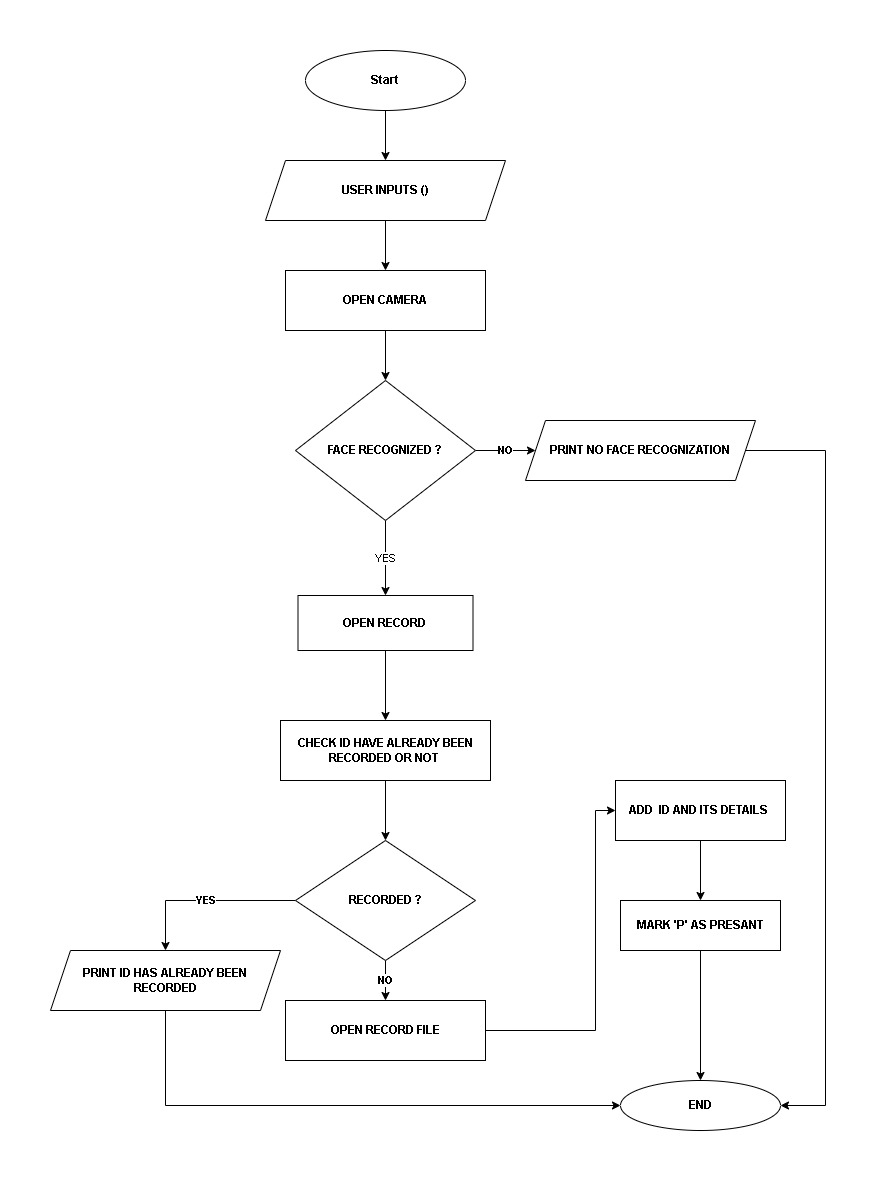 Start
USER INPUTS ()
OPEN CAMERA
FACE RECOGNIZED ?
NO
PRINT NO FACE RECOGNIZATION
YES
OPEN RECORD
CHECK ID HAVE ALREADY BEEN
RECORDED OR NOT
ADD  ID AND ITS DETAILS
RECORDED ?
YES
MARK 'P' AS PRESANT
PRINT ID HAS ALREADY BEEN
RECORDED
NO
OPEN RECORD FILE
END